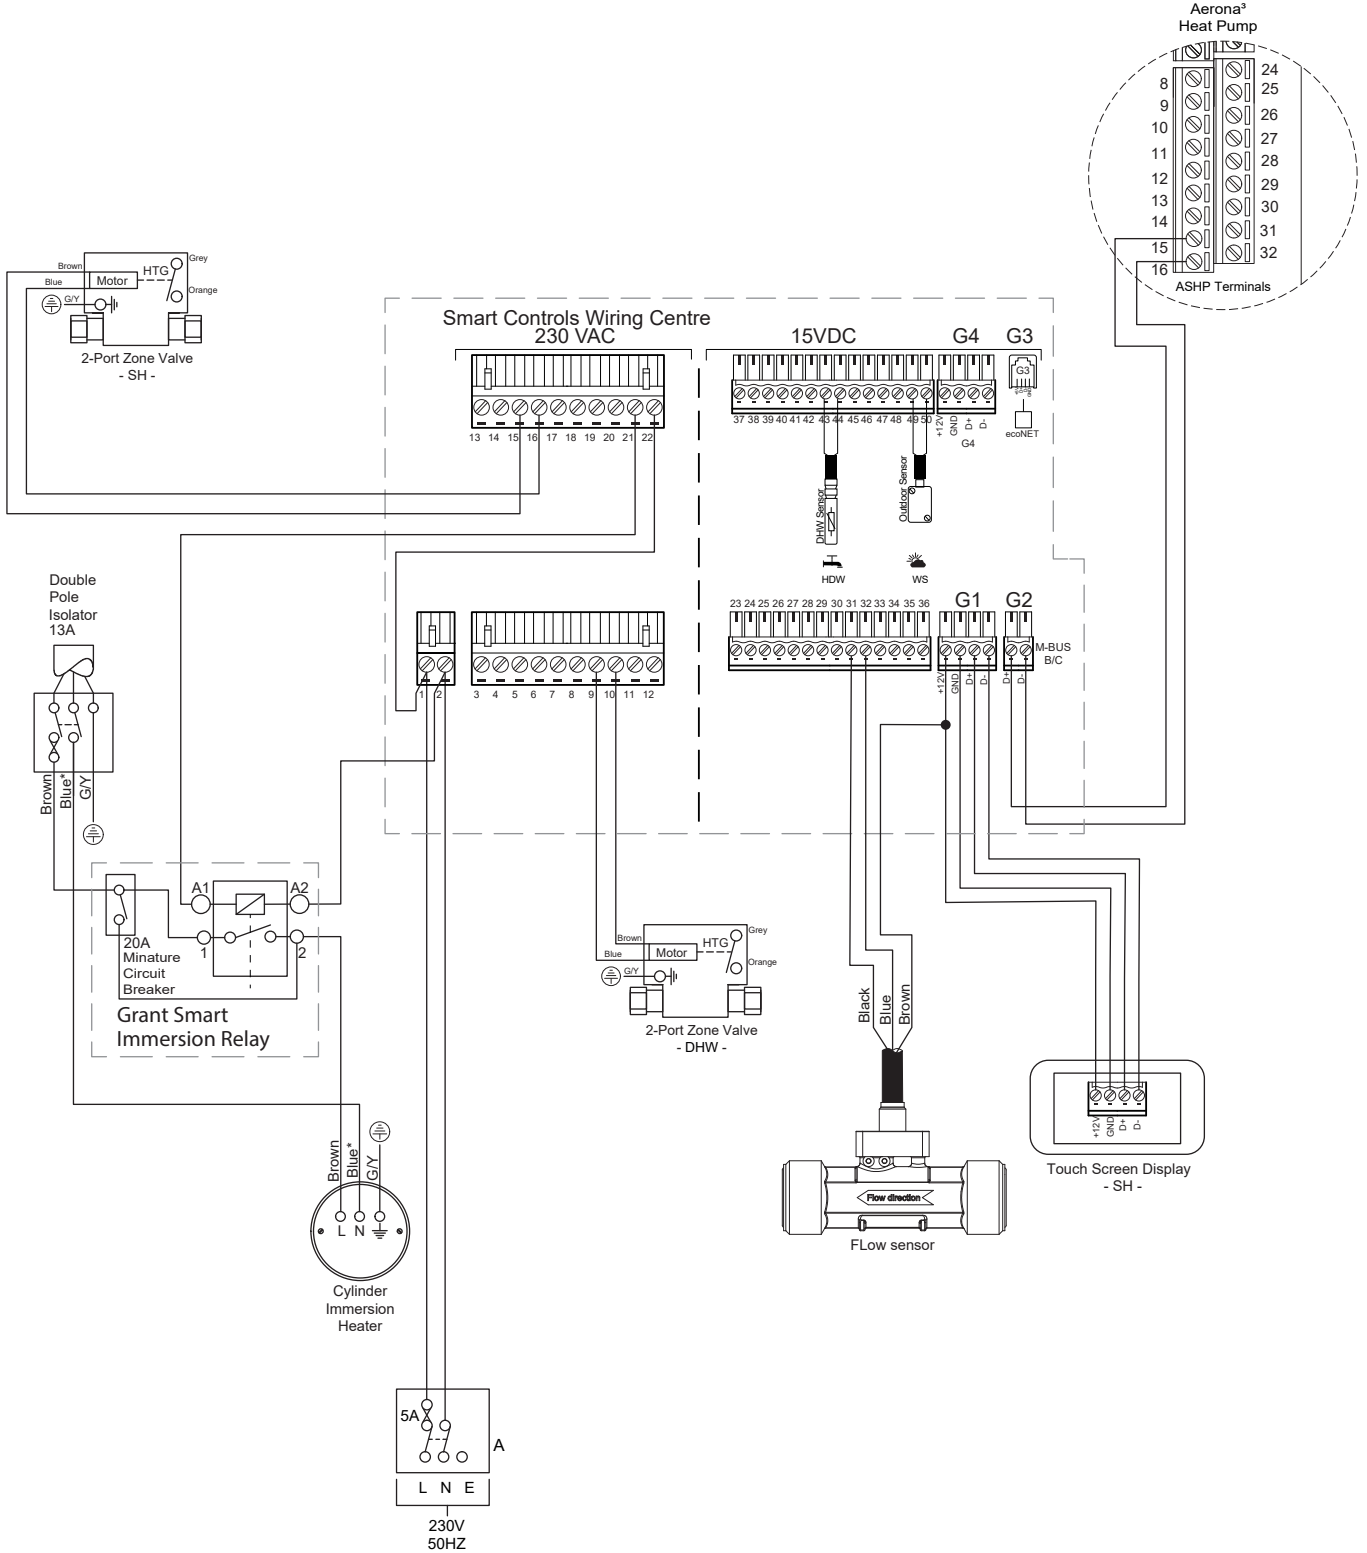 Aerona³
Heat Pump
8
9
10
11
12
13
14
15
16
24
25
26
27
28
29
30
31
32
ASHP Terminals
Brown
Blue
G/Y
Motor
HTG
Grey
Orange
2-Port Zone Valve
- SH -
Smart Controls Wiring Centre
230 VAC
15VDC
G4
G3
13 14 15 16 17 18 19 20 21 22
37 38 39 40 41 42 43 44 45 46 47 48 49 50
+12V
GND
D+
D-
G4
G3
ecoNET
DHW Sensor
HDW
Outdoor Sensor
WS
Double
Pole
Isolator
13A
1 2
3 4 5 6 7 8 9 10 11 12
23 24 25 26 27 28 29 30 31 32 33 34 35 36
G1
G2
+12V
GND
D+
D-
D+
D-
M-BUS
B/C
Brown
Blue*
G/Y
A1
A2
1
2
20A
Minature
Circuit
Breaker
Grant Smart
Immersion Relay
Brown
Blue
G/Y
Motor
HTG
Grey
Orange
2-Port Zone Valve
- DHW -
Black
Blue
Brown
Flow direction
FLow sensor
+12V
GND
D+
D-
Touch Screen Display
- SH -
Brown
Blue*
G/Y
L N
Cylinder
Immersion
Heater
5A
A
L N E
230V
50HZ